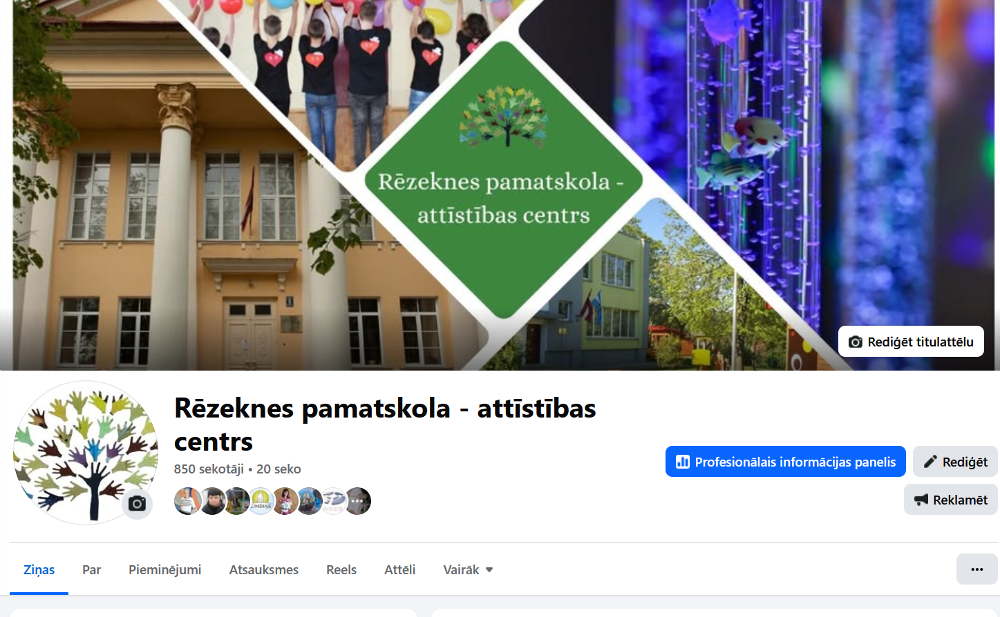 Rēzeknes pamatskola -
attīstības centrs
Rediģēt titulattēlu
Rēzeknes pamatskola - attīstības
centrs
850 sekotāji • 20 seko
Profesionālais informācijas panelis
Rediģēt
Reklamēt
Ziņas
Par
Pieminējumi
Atsauksmes
Reels
Attēli
Vairāk